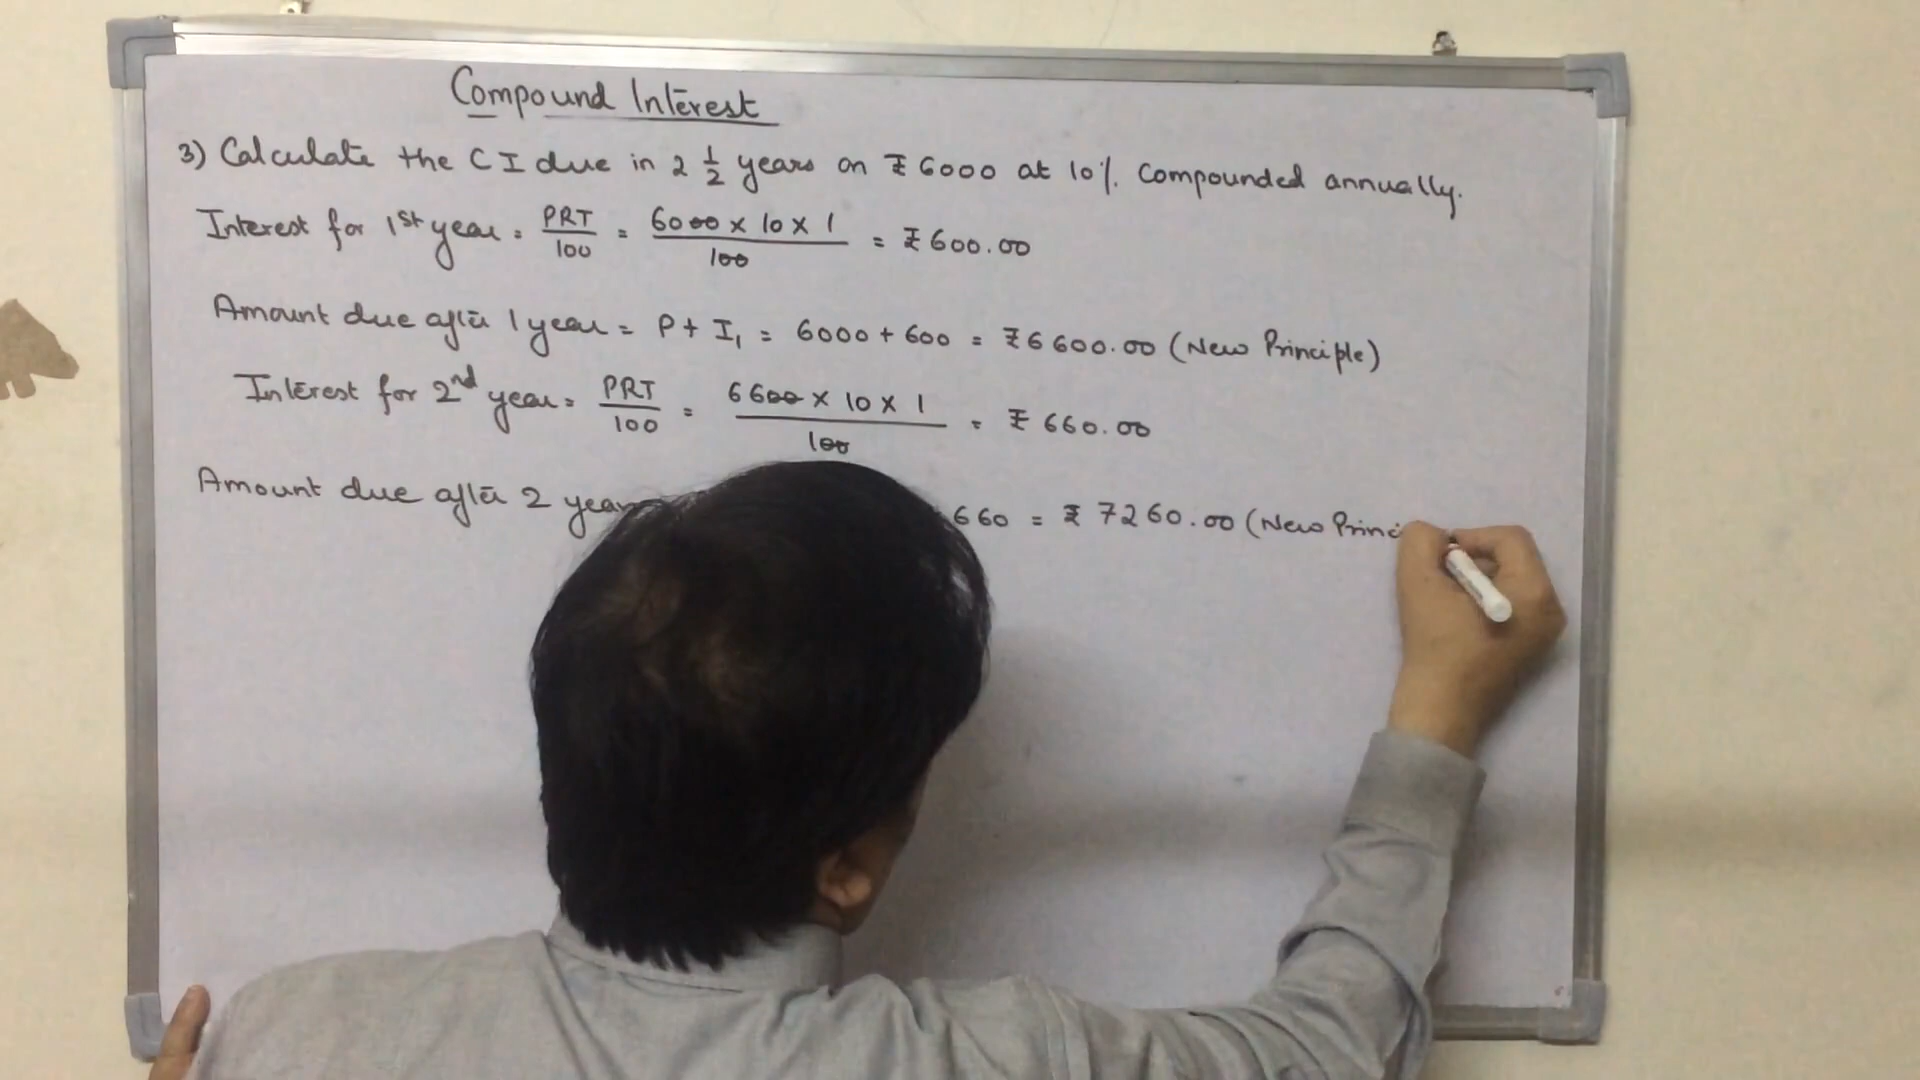 Compound Interest
3) Calculate the CI due in 2 1/2 years on ₹6000 at 10%. Compounded annually.
Interest for 1st year = PRT/100 = 6000 x 10 x 1/100 = ₹600.00
Amount due after 1 year = P + I₁ = 6000 + 600 = ₹6600.00 (New Principle)
Interest for 2nd year = PRT/100 = 6600 x 10 x 1/100 = ₹660.00
Amount due after 2 660 = ₹7260.00 (New